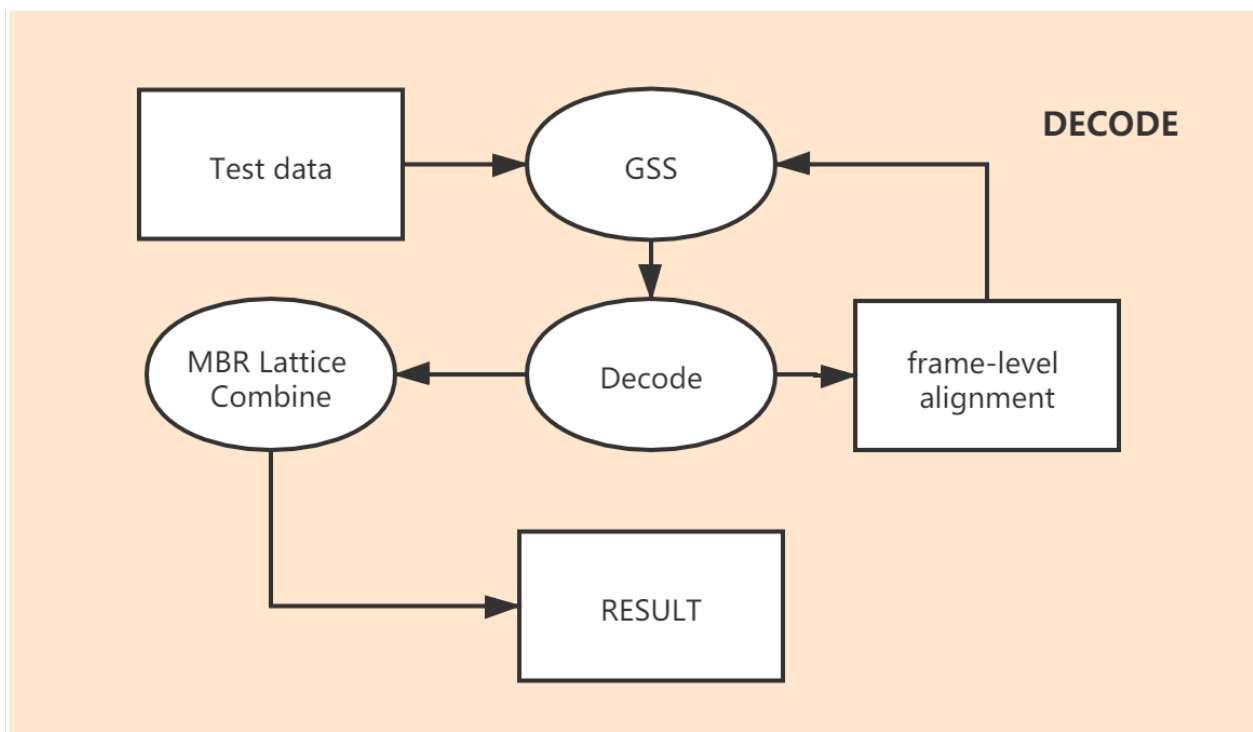 DECODE
Test data
GSS
MBR Lattice
Combine
Decode
frame-level
alignment
RESULT